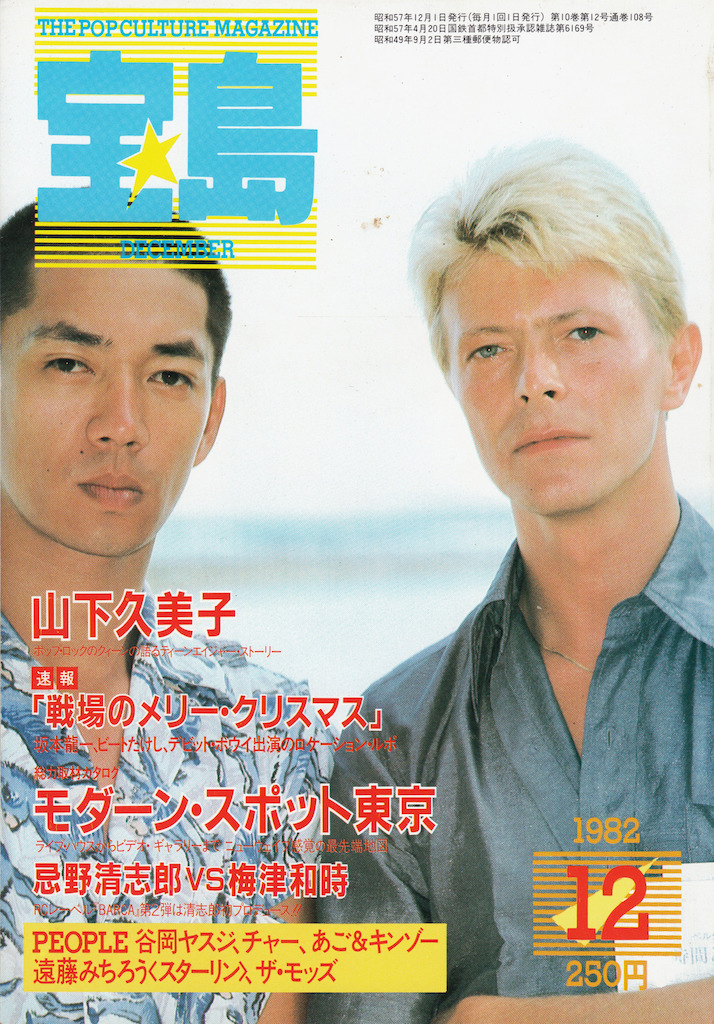 THE POP CULTURE MAGAZINE
宝島
DECEMBER
昭和57年12月1日発行(毎月1回1日発行) 第10巻第12号通巻108号
昭和57年4月20日国鉄首都特別扱承認雑誌第6169号
昭和49年9月2日第三種郵便物認可
山下久美子
ポップ・ロックのクィーンの語るティーンエイジャー・ストーリー
速報
「戦場のメリー・クリスマス」
坂本龍一、ビートたけし、デビット・ボウイ出演のロケーション・ルポ
総力取材カタログ
モダーン・スポット東京
ライブ・ハウスからビデオ・ギャラリーまでニューウェイブ感覚の最先端地図
忌野清志郎VS梅津和時
RCレーベル・BARCA」第2弾は清志郎初プロデュース!!
PEOPLE 谷岡ヤスジ、チャー、あご&キンゾー
遠藤みちろう〈スターリン〉、ザ・モッズ
1982
12
250円